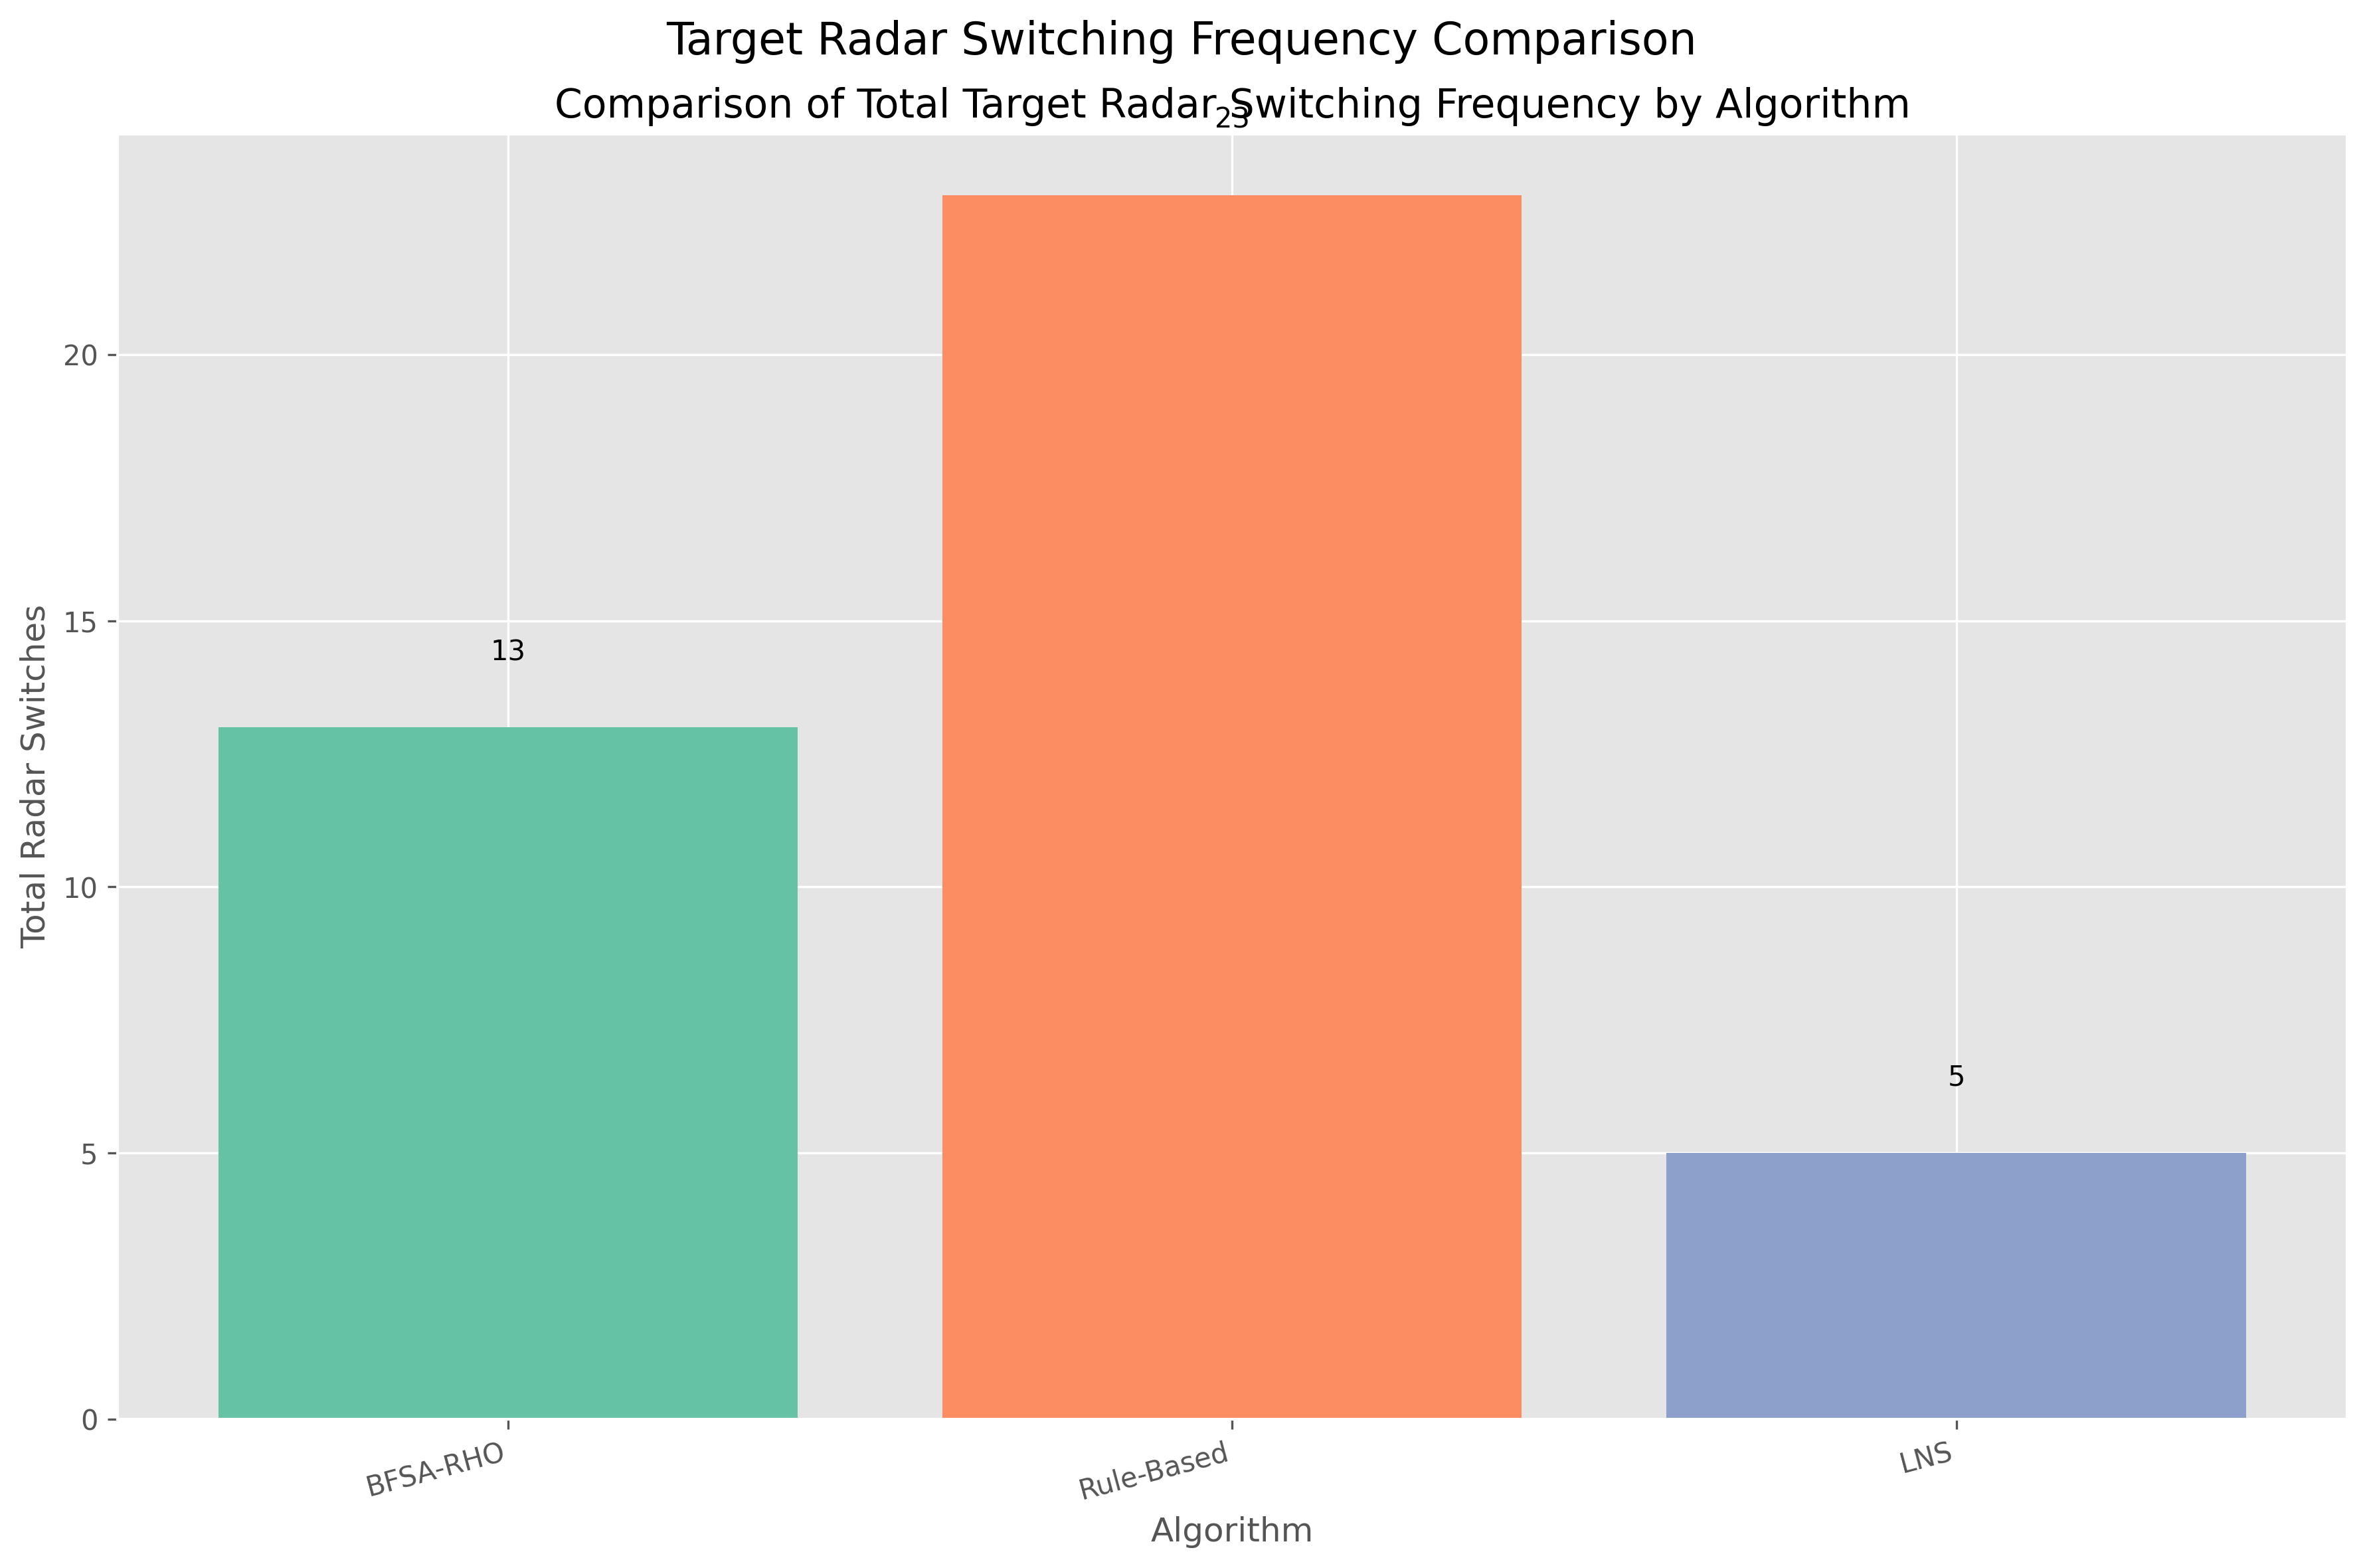 Target Radar Switching Frequency Comparison
Comparison of Total Target Radar Switching Frequency by Algorithm
23
20
15
10
5
0
Total Radar Switches
13
5
BFSA-RHO
Rule-Based
LNS
Algorithm